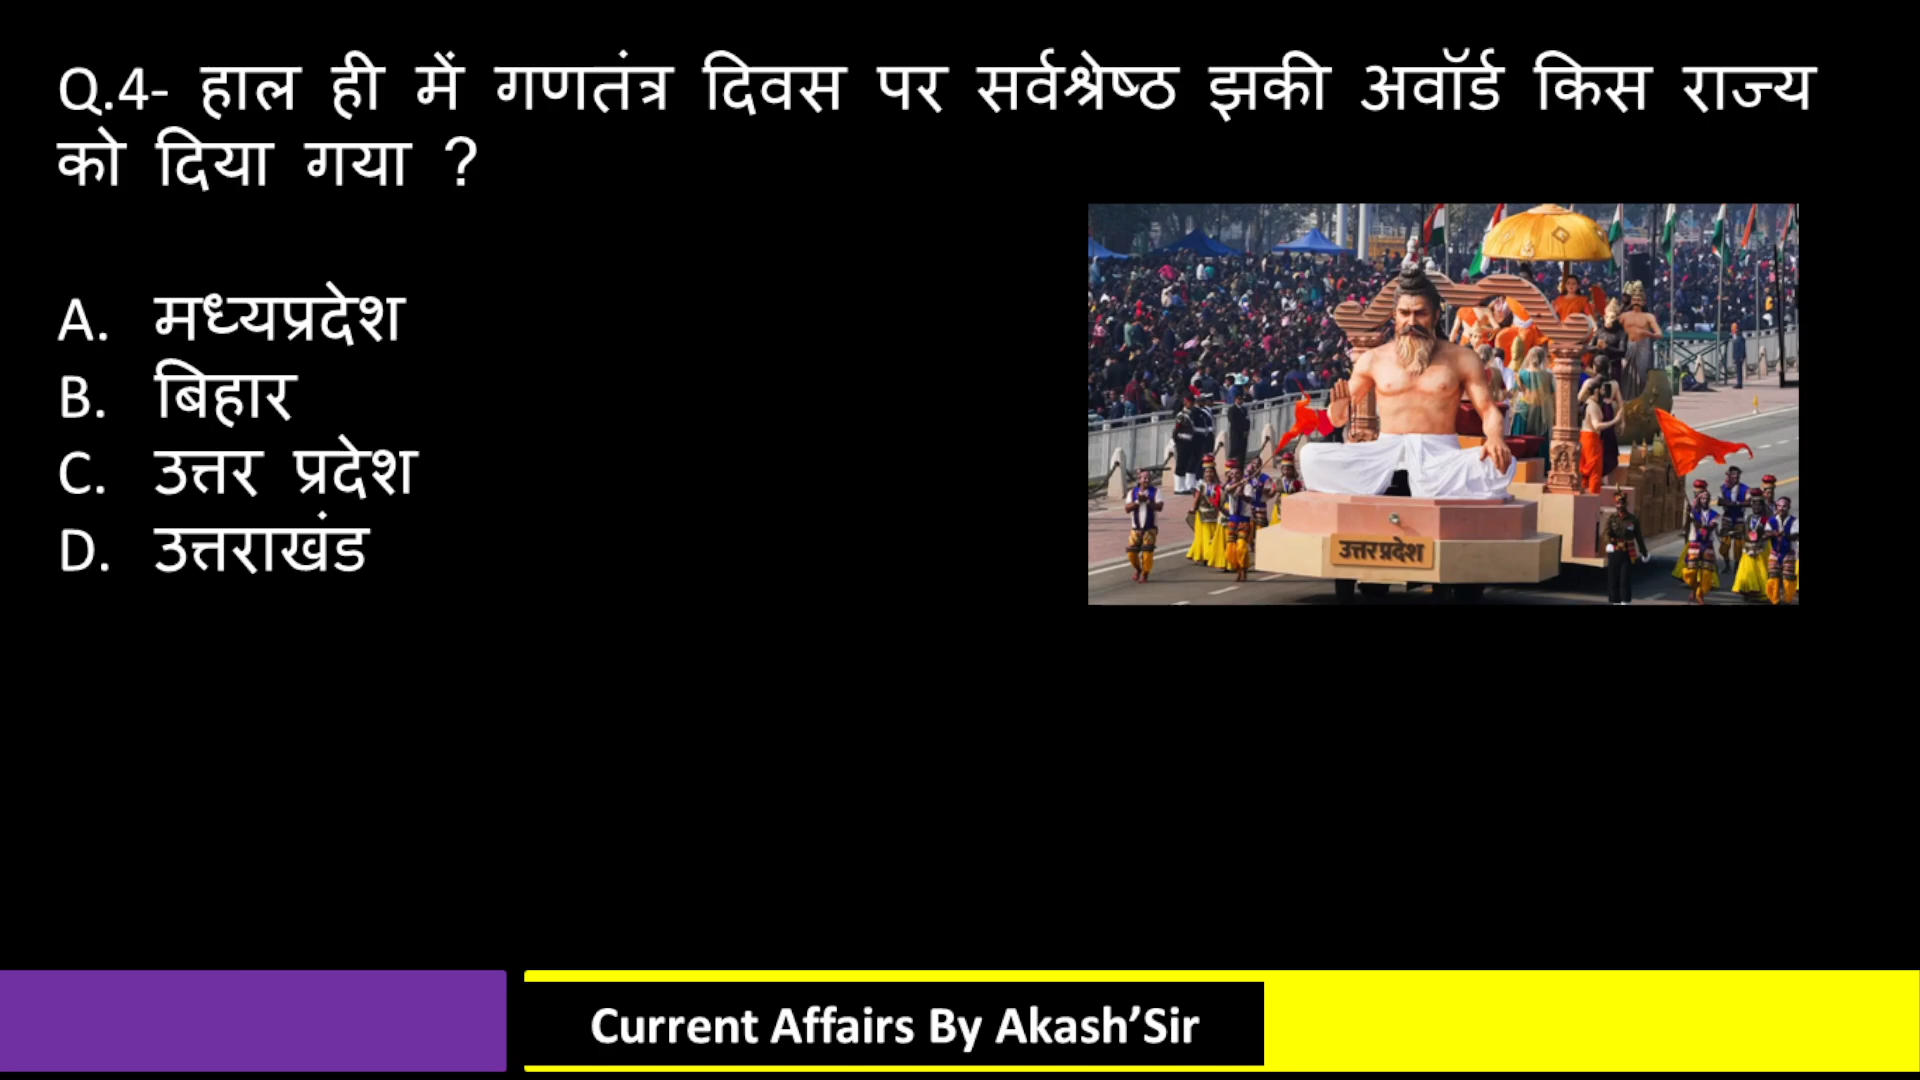 Q.4- हाल ही में गणतंत्र दिवस पर सर्वश्रेष्ठ झकी अवॉर्ड किस राज्य
को दिया गया ?
A. मध्यप्रदेश
B. बिहार
C. उत्तर प्रदेश
D. उत्तराखंड
उत्तर प्रदेश
Current Affairs By Akash’Sir